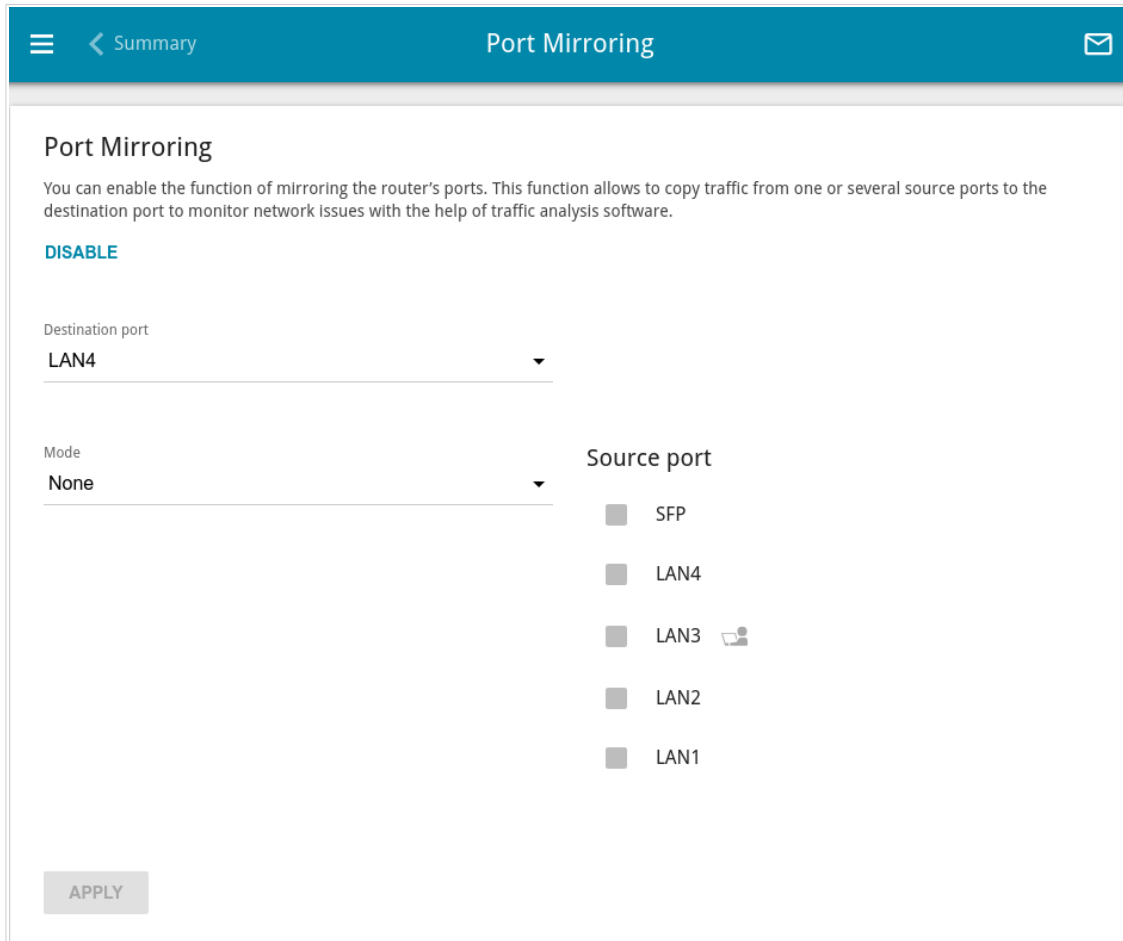 Summary
Port Mirroring
Port Mirroring
You can enable the function of mirroring the router’s ports. This function allows to copy traffic from one or several source ports to the
destination port to monitor network issues with the help of traffic analysis software.
DISABLE
Destination port
LAN4
Mode
None
Source port
SFP
LAN4
LAN3
LAN2
LAN1
APPLY